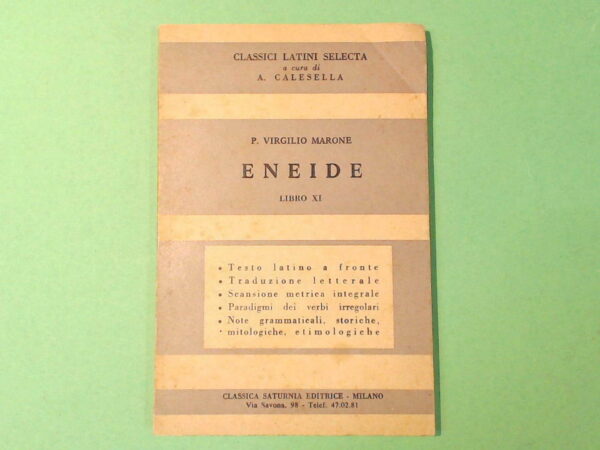 CLASSICI LATINI SELECTA
a cura di
A. CALESELLA
P. VIRGILIO MARONE
ENEIDE
LIBRO XI
• Testo latino a fronte
• Traduzione letterale
• Scansione metrica integrale
• Paradigmi dei verbi irregolari
• Note grammaticali, storiche,
• mitologiche, etimologiche
CLASSICA SATURNIA EDITRICE - MILANO
Via Savona, 98 - Telef. 47.02.81